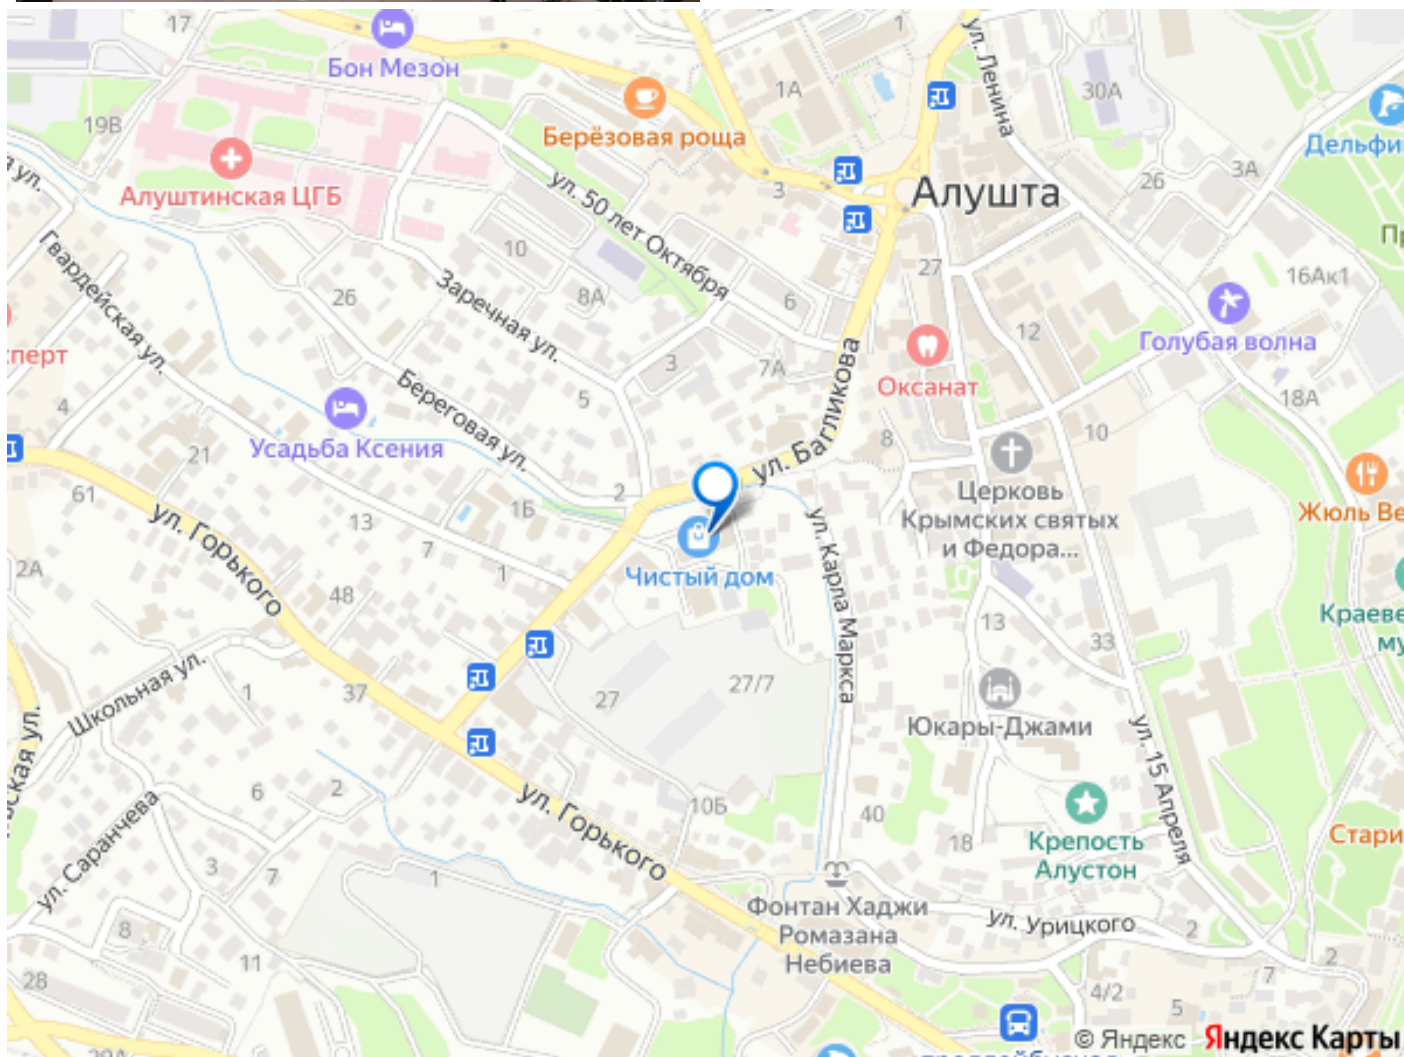 17
Бон Мезон
1
ул. Ленина
1А
30А
19В
Берёзовая роща
Дельфи
Алуштинская ЦГБ
ул. 50 лет Октября
3
Алушта
26
3А
Гвардейская ул.
10
27
16Ак1
26
Заречная ул.
8А
6
12
Голубая волна
3
7А
Оксанат
4
Береговая ул.
5
ул. Багликова
18А
Усадьба Ксения
21
8
10
61
2
1Б
Церковь
Крымских святых
и Федора...
Жюль Ве
ул. Горького
13
7
1
Чистый дом
ул. Карла Маркса
2А
48
13
33
Краеве
му
Школьная ул.
1
37
27
27/7
Юкары-Джами
ул. 15 Апреля
6
2
ул. Горького
10Б
40
18
Крепость
Алустон
Стари
ул. Саранчева
3
7
1
Фонтан Хаджи
Ромазана
Небиева
ул. Урицкого
2
8
11
2
28
4/2
5
7
© Яндекс Яндекс Карты